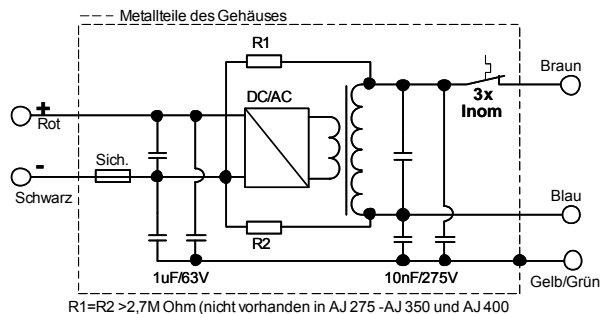 Metallteile des Gehäuses
R1
DC/AC
Braun
3x
Inom
+
Rot
-
Sich.
Schwarz
Blau
R2
1uF/63V
10nF/275V
Gelb/Grün
R1=R2 >2,7M Ohm (nicht vorhanden in AJ 275 -AJ 350 und AJ 400